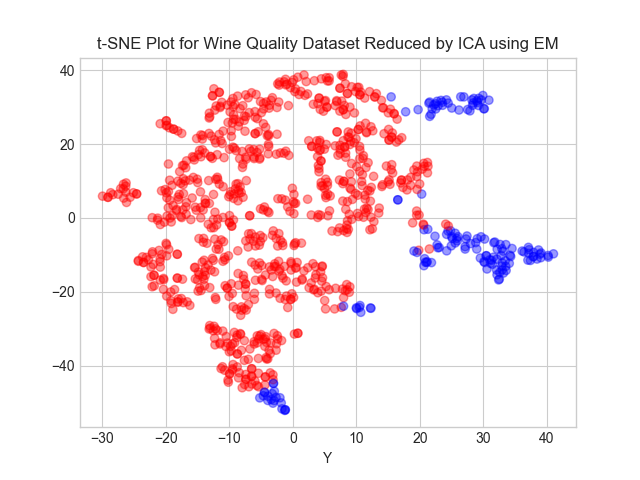 t-SNE Plot for Wine Quality Dataset Reduced by ICA using EM
40
20
0
−20
−40
−30 −20 −10 0 10 20 30 40
Y